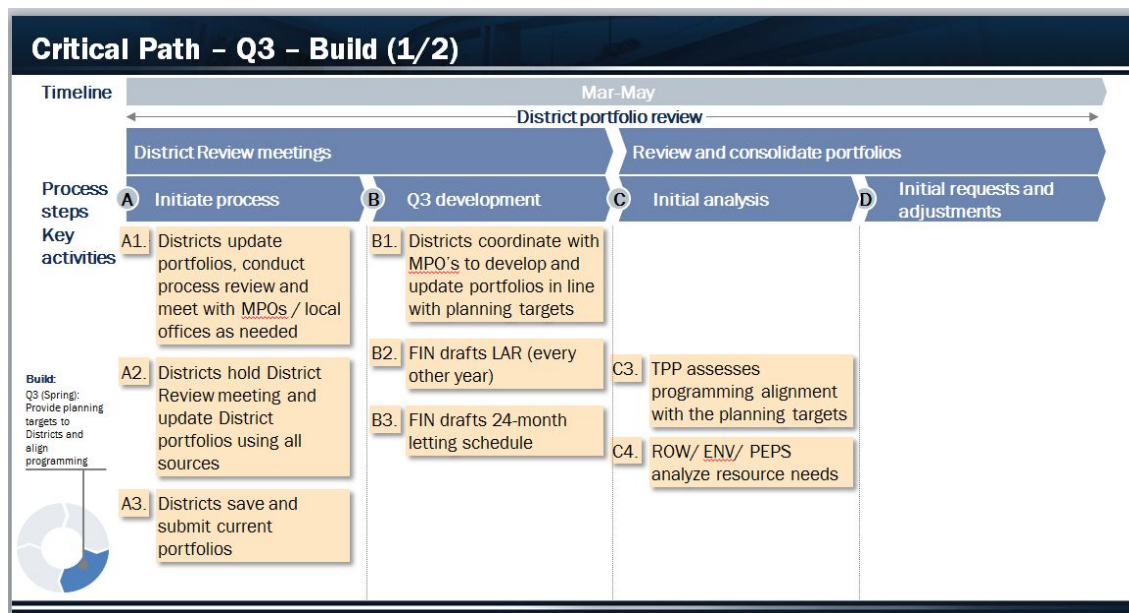 Critical Path – Q3 – Build (1/2)
Timeline
Mar-May
District portfolio review
District Review meetings
Review and consolidate portfolios
Process
steps
A
Initiate process
B
Q3 development
C
Initial analysis
D
Initial requests and
adjustments
Key
activities
A1.
Districts update
portfolios, conduct
process review and
meet with MPOs / local
offices as needed
A2.
Districts hold District
Review meeting and
update District
portfolios using all
sources
A3.
Districts save and
submit current
portfolios
B1.
Districts coordinate with
MPO's to develop and
update portfolios in line
with planning targets
B2.
FIN drafts LAR (every
other year)
B3.
FIN drafts 24-month
letting schedule
C3.
TPP assesses
programming alignment
with the planning targets
C4.
ROW/ ENV/ PEPS
analyze resource needs
Build:
Q3 (Spring):
Provide planning
targets to
Districts and
align
programming